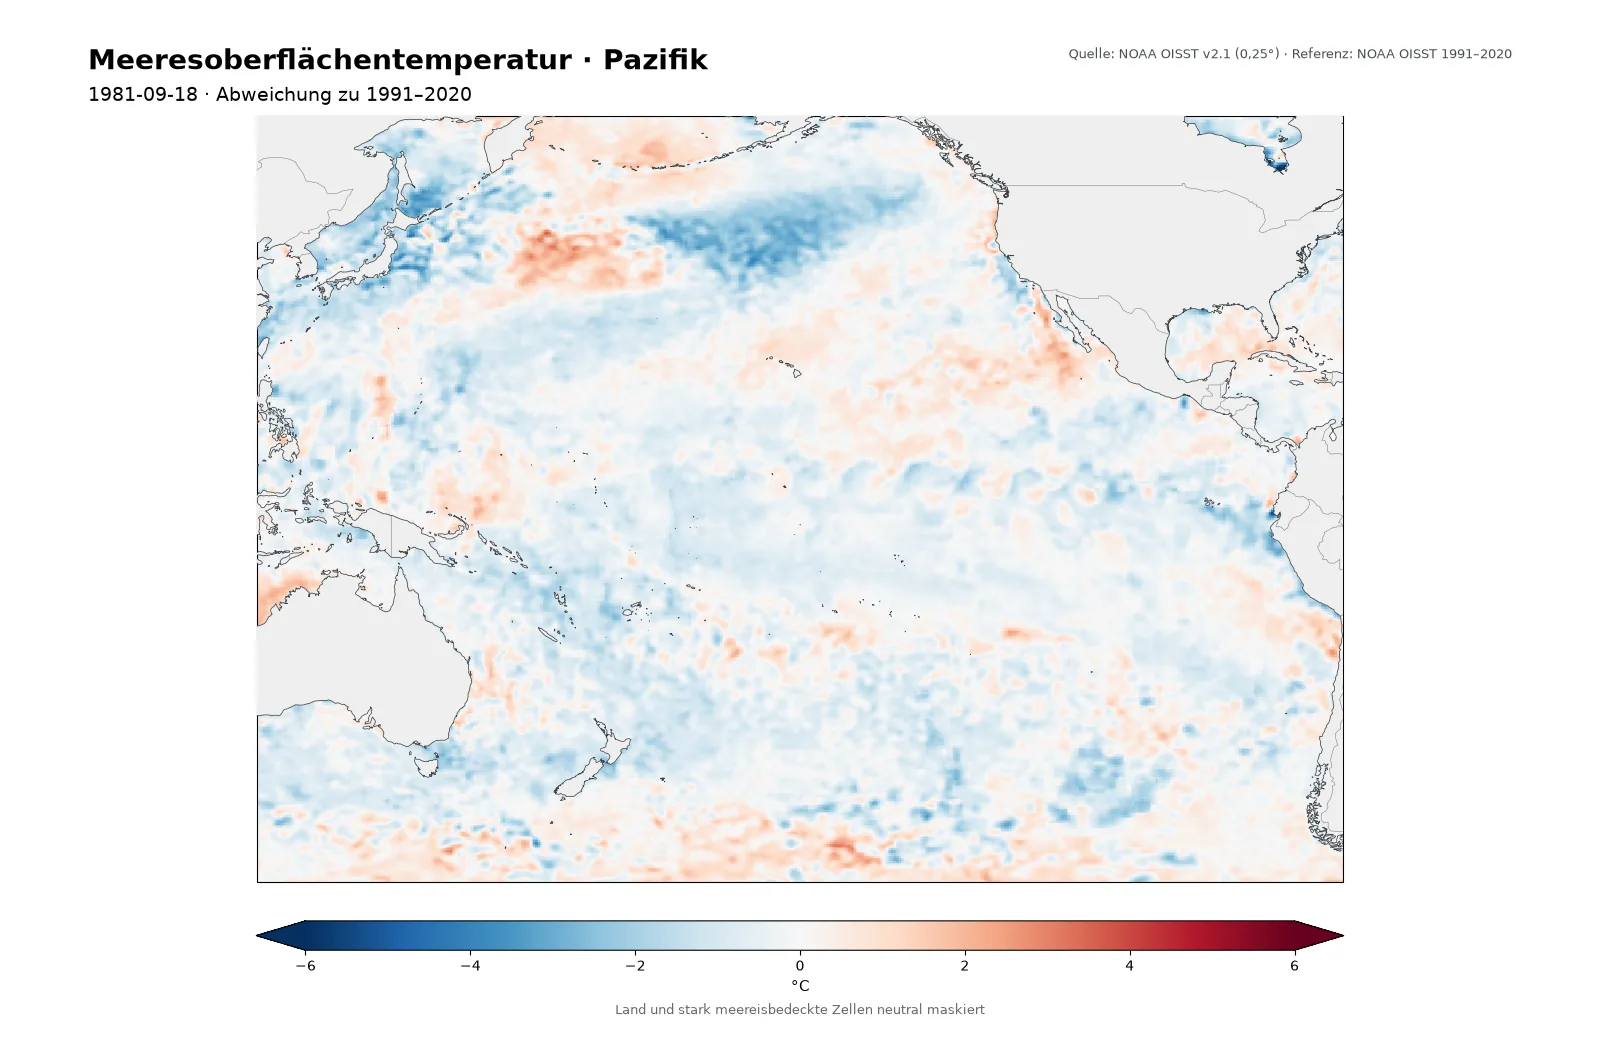 Meeresoberflächentemperatur · Pazifik
Quelle: NOAA OISST v2.1 (0,25°) · Referenz: NOAA OISST 1991–2020
1981-09-18 · Abweichung zu 1991–2020
−6 −4 −2 0 2 4 6
°C
Land und stark meereisbedeckte Zellen neutral maskiert